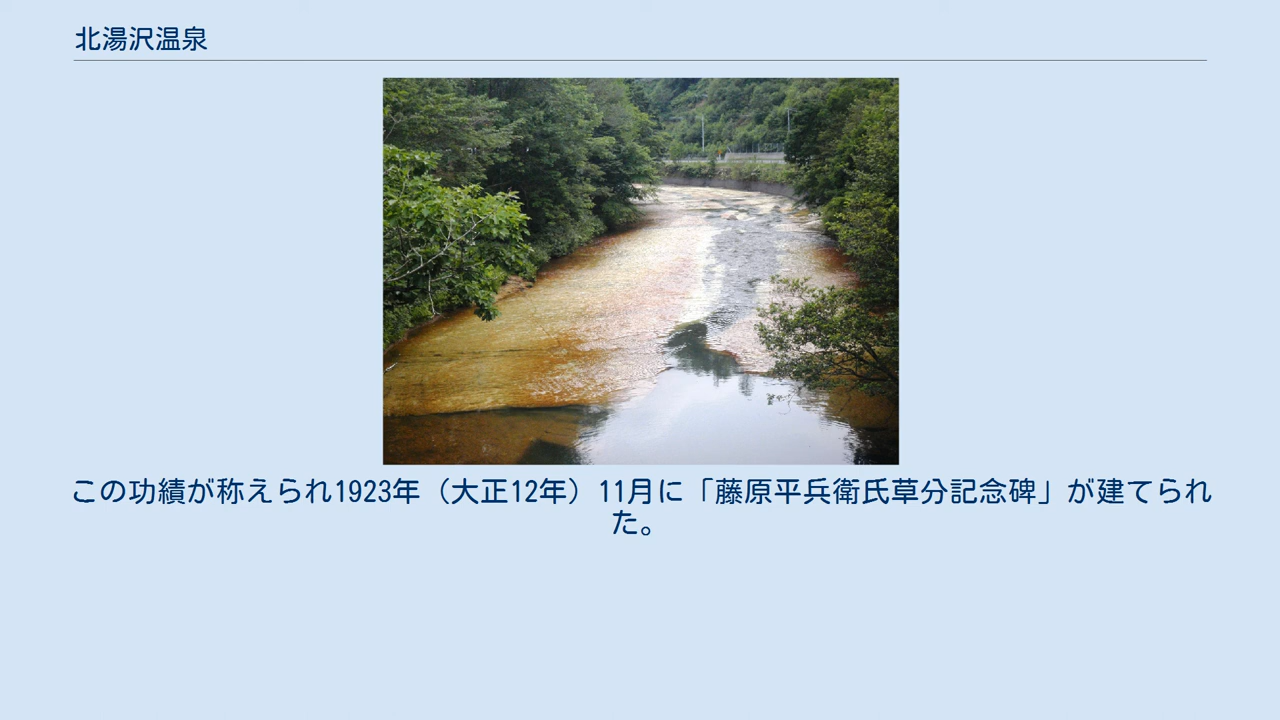 北湯沢温泉
この功績が称えられ1923年（大正12年）11月に「藤原平兵衛氏草分記念碑」が建てられ
た。